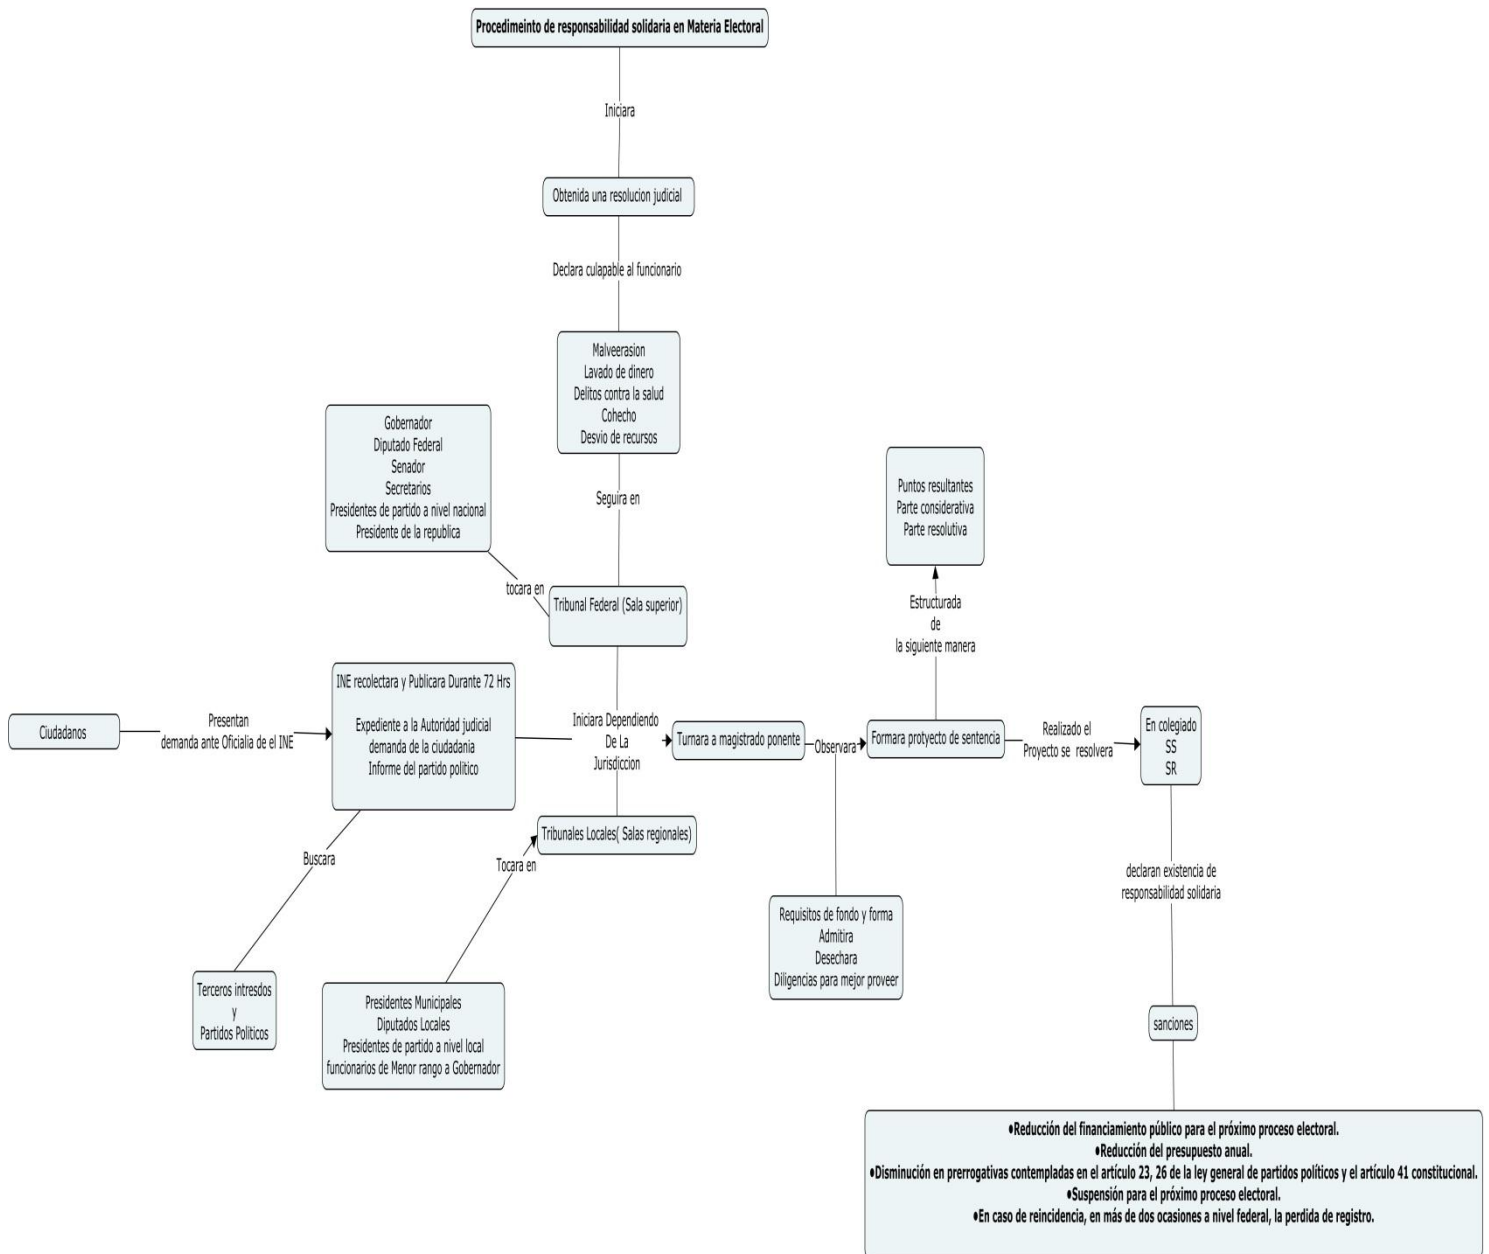 Procedimeinto de responsabilidad solidaria en Materia Electoral
Iniciara
Obtenida una resolucion judicial
Declara culapable al funcionario
Malveerasion
Lavado de dinero
Delitos contra la salud
Cohecho
Desvio de recursos
Gobernador
Diputado Federal
Senador
Secretarios
Presidentes de partido a nivel nacional
Presidente de la republica
Seguira en
tocara en
Tribunal Federal (Sala superior)
Puntos resultantes
Parte considerativa
Parte resolutiva
Estructurada
de
la siguiente manera
Ciudadanos
Presentan
demanda ante Oficialia de el INE
INE recolectara y Publicara Durante 72 Hrs
Expediente a la Autoridad judicial
demanda de la ciudadania
Informe del partido politico
Iniciara Dependiendo
De La
Jurisdiccion
Turnara a magistrado ponente
Observara
Formara protyecto de sentencia
Realizado el
Proyecto se resolvera
En colegiado
SS
SR
Tribunales Locales( Salas regionales)
Buscara
Tocara en
Terceros intresdos
y
Partidos Politicos
Presidentes Municipales
Diputados Locales
Presidentes de partido a nivel local
funcionarios de Menor rango a Gobernador
Requisitos de fondo y forma
Admitira
Desechara
Diligencias para mejor proveer
declaran existencia de
responsabilidad solidaria
sanciones
•Reducción del financiamiento público para el próximo proceso electoral.
•Reducción del presupuesto anual.
•Disminución en prerrogativas contempladas en el artículo 23, 26 de la ley general de partidos políticos y el artículo 41 constitucional.
•Suspensión para el próximo proceso electoral.
•En caso de reincidencia, en más de dos ocasiones a nivel federal, la perdida de registro.